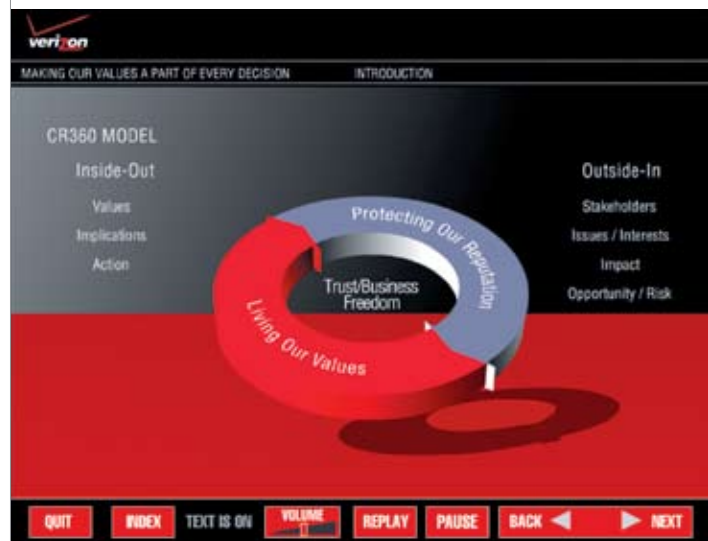 verizon
MAKING OUR VALUES A PART OF EVERY DECISION INTRODUCTION
CR360 MODEL
Inside-Out
Values
Implications
Action
Outside-In
Stakeholders
Issues / Interests
Impact
Opportunity / Risk
Protecting Our Reputation
Trust/Business
Freedom
Living Our Values
QUIT INDEX TEXT IS ON VOLUME REPLAY PAUSE BACK NEXT